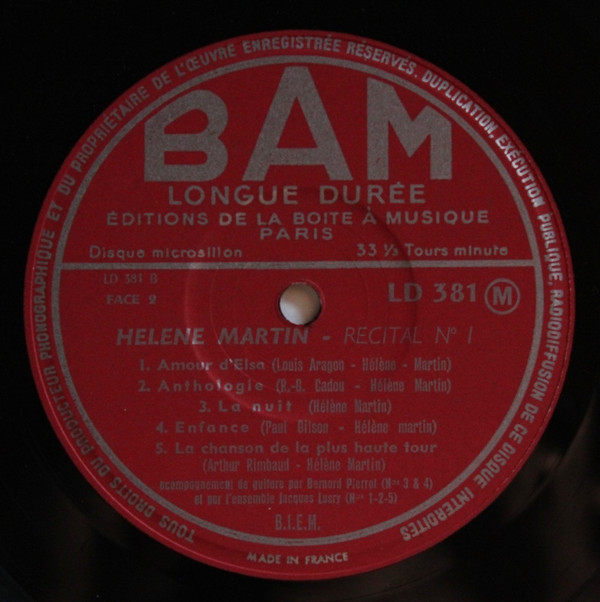 TOUS DROITS DU PRODUCTEUR PHONOGRAPHIQUE ET DU PROPRIÉTAIRE DE L'ŒUVRE ENREGISTRÉE RÉSERVÉS. DUPLICATION, EXÉCUTION PUBLIQUE, RADIODIFFUSION DE CE DISQUE INTERDITES
BAM
LONGUE DURÉE
ÉDITIONS DE LA BOITE À MUSIQUE
PARIS
Disque microsillon 33 ⅓ Tours minute
LD 381 B
FACE 2
LD 381 M
HELENE MARTIN - RECITAL N° 1
1. Amour d'Elsa (Louis Aragon - Hélène - Martin)
2. Anthologie (R.-G. Cadou - Hélène Martin)
3. La nuit (Hélène Martin)
4. Enfance (Paul Gilson - Hélène martin)
5. La chanson de la plus haute tour
(Arthur Rimbaud - Hélène Martin)
accompagnement de guitare par Bernard Pierrot (Nos 3 & 4)
et par l'ensemble Jacques Lasry (Nos 1-2-5)
B.I.E.M.
MADE IN FRANCE